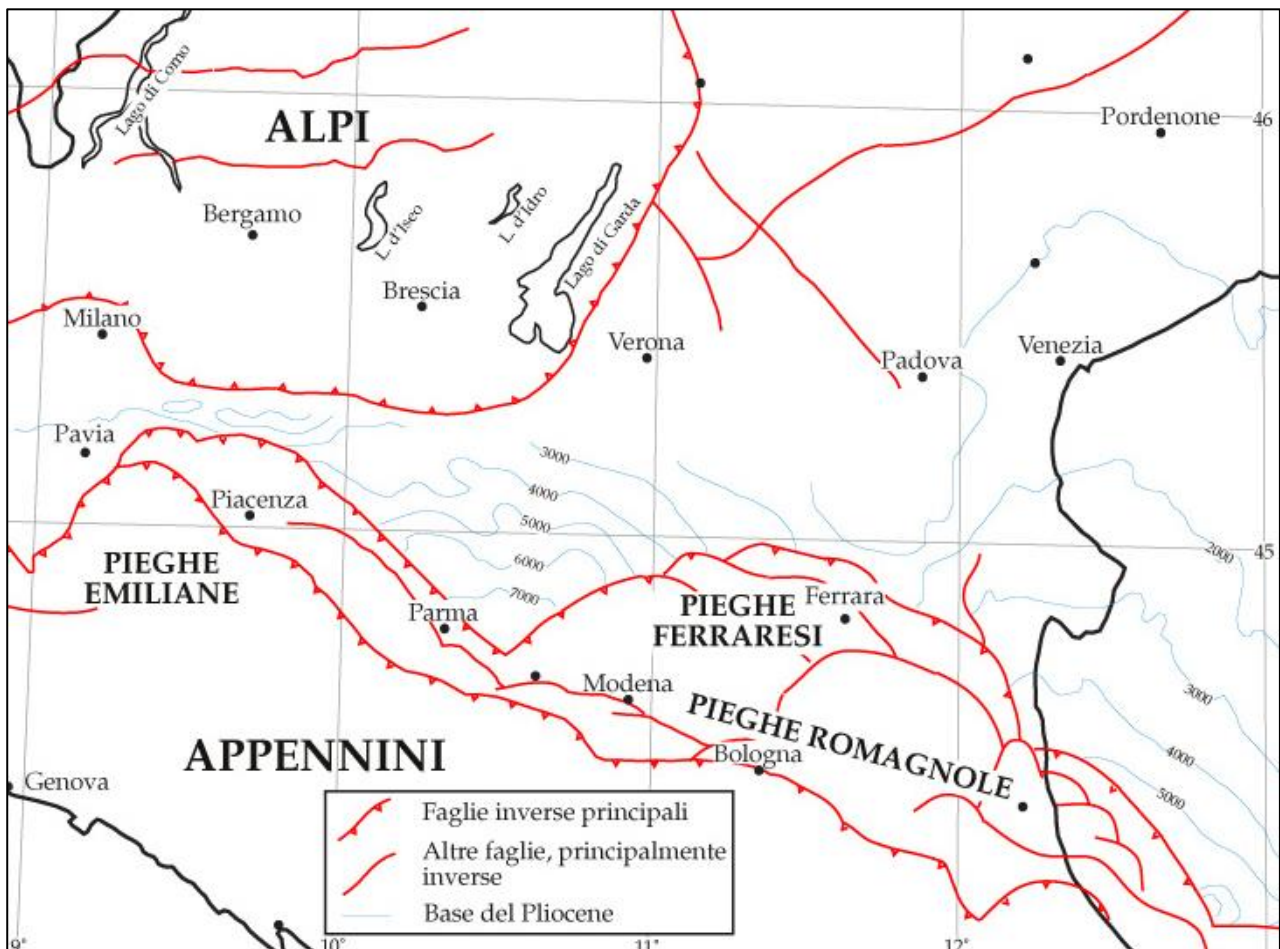 Lago di Como
ALPI
Pordenone
46
Bergamo
L. d'Iseo
L. d'Idro
Lago di Garda
Brescia
Milano
Verona
Padova
Venezia
Pavia
3000
4000
5000
6000
7000
2000
45
Piacenza
PIEGHE
EMILIANE
PIEGHE
FERRARESI
Ferrara
Parma
Modena
3000
4000
5000
PIEGHE ROMAGNOLE
APPENNINI
Bologna
Genova
Faglie inverse principali
Altre faglie, principalmente
inverse
Base del Pliocene
9°
10°
11°
12°